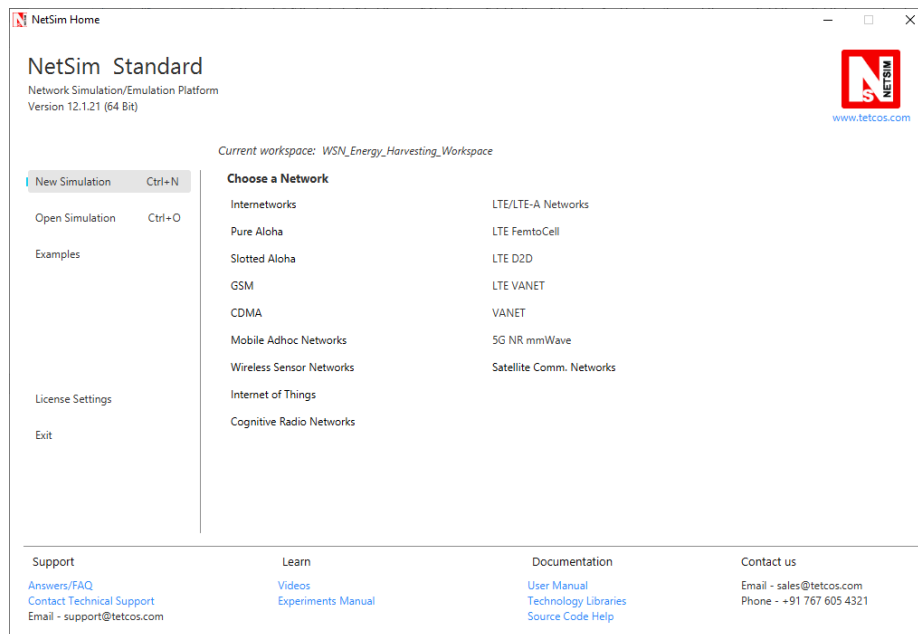 NetSim Home
NetSim Standard
Network Simulation/Emulation Platform
Version 12.1.21 (64 Bit)
NETSIM
NS
www.tetcos.com
Current workspace: WSN_Energy_Harvesting_Workspace
New Simulation Ctrl+N
Open Simulation Ctrl+O
Examples
License Settings
Exit
Choose a Network
Internetworks
Pure Aloha
Slotted Aloha
GSM
CDMA
Mobile Adhoc Networks
Wireless Sensor Networks
Internet of Things
Cognitive Radio Networks
LTE/LTE-A Networks
LTE FemtoCell
LTE D2D
LTE VANET
VANET
5G NR mmWave
Satellite Comm. Networks
Support
Answers/FAQ
Contact Technical Support
Email - support@tetcos.com
Learn
Videos
Experiments Manual
Documentation
User Manual
Technology Libraries
Source Code Help
Contact us
Email - sales@tetcos.com
Phone - +91 767 605 4321